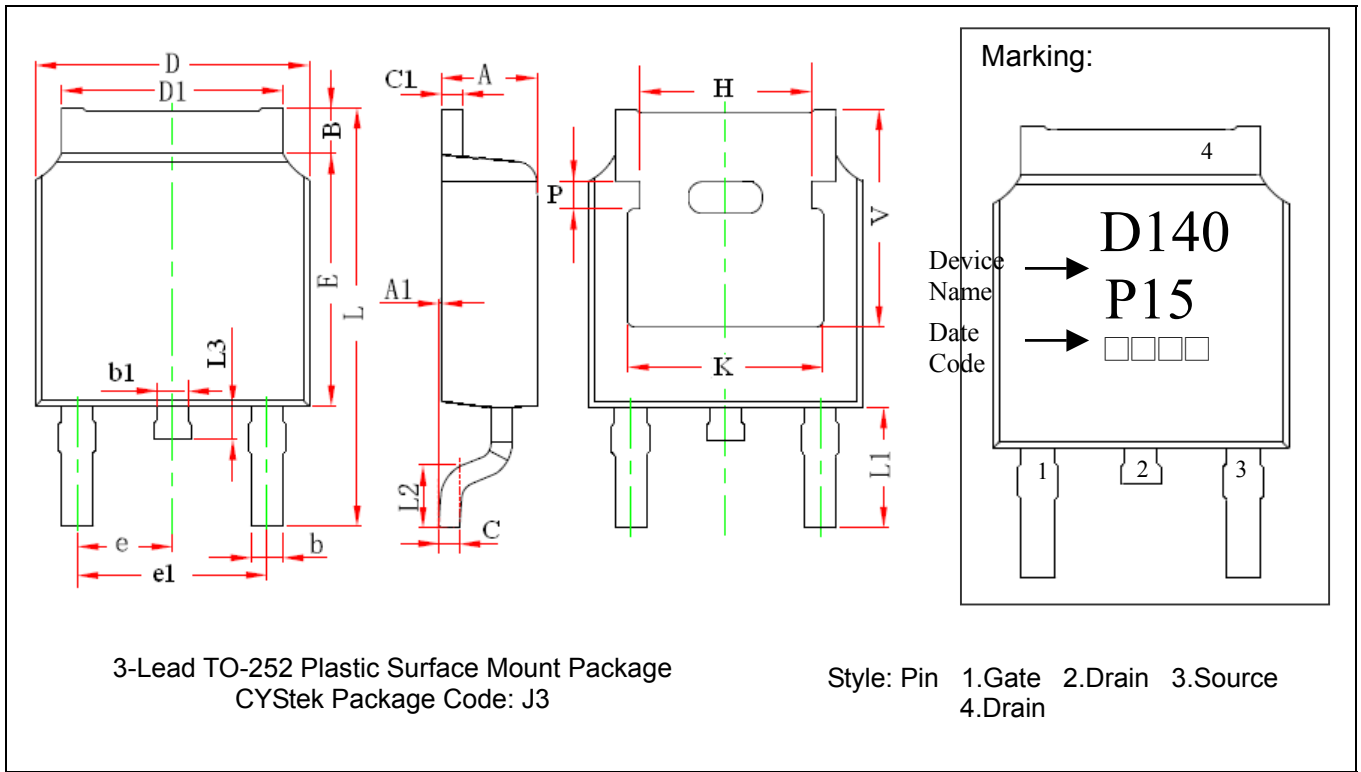 D
D1
B
E
L
L3
b1
e
e1
b
C1
A
A1
L2
C
H
P
V
K
L1
Marking:
4
D140
Device
Name
P15
Date
Code
□□□□
1
2
3
3-Lead TO-252 Plastic Surface Mount Package
CYStek Package Code: J3
Style: Pin 1.Gate 2.Drain 3.Source
4.Drain